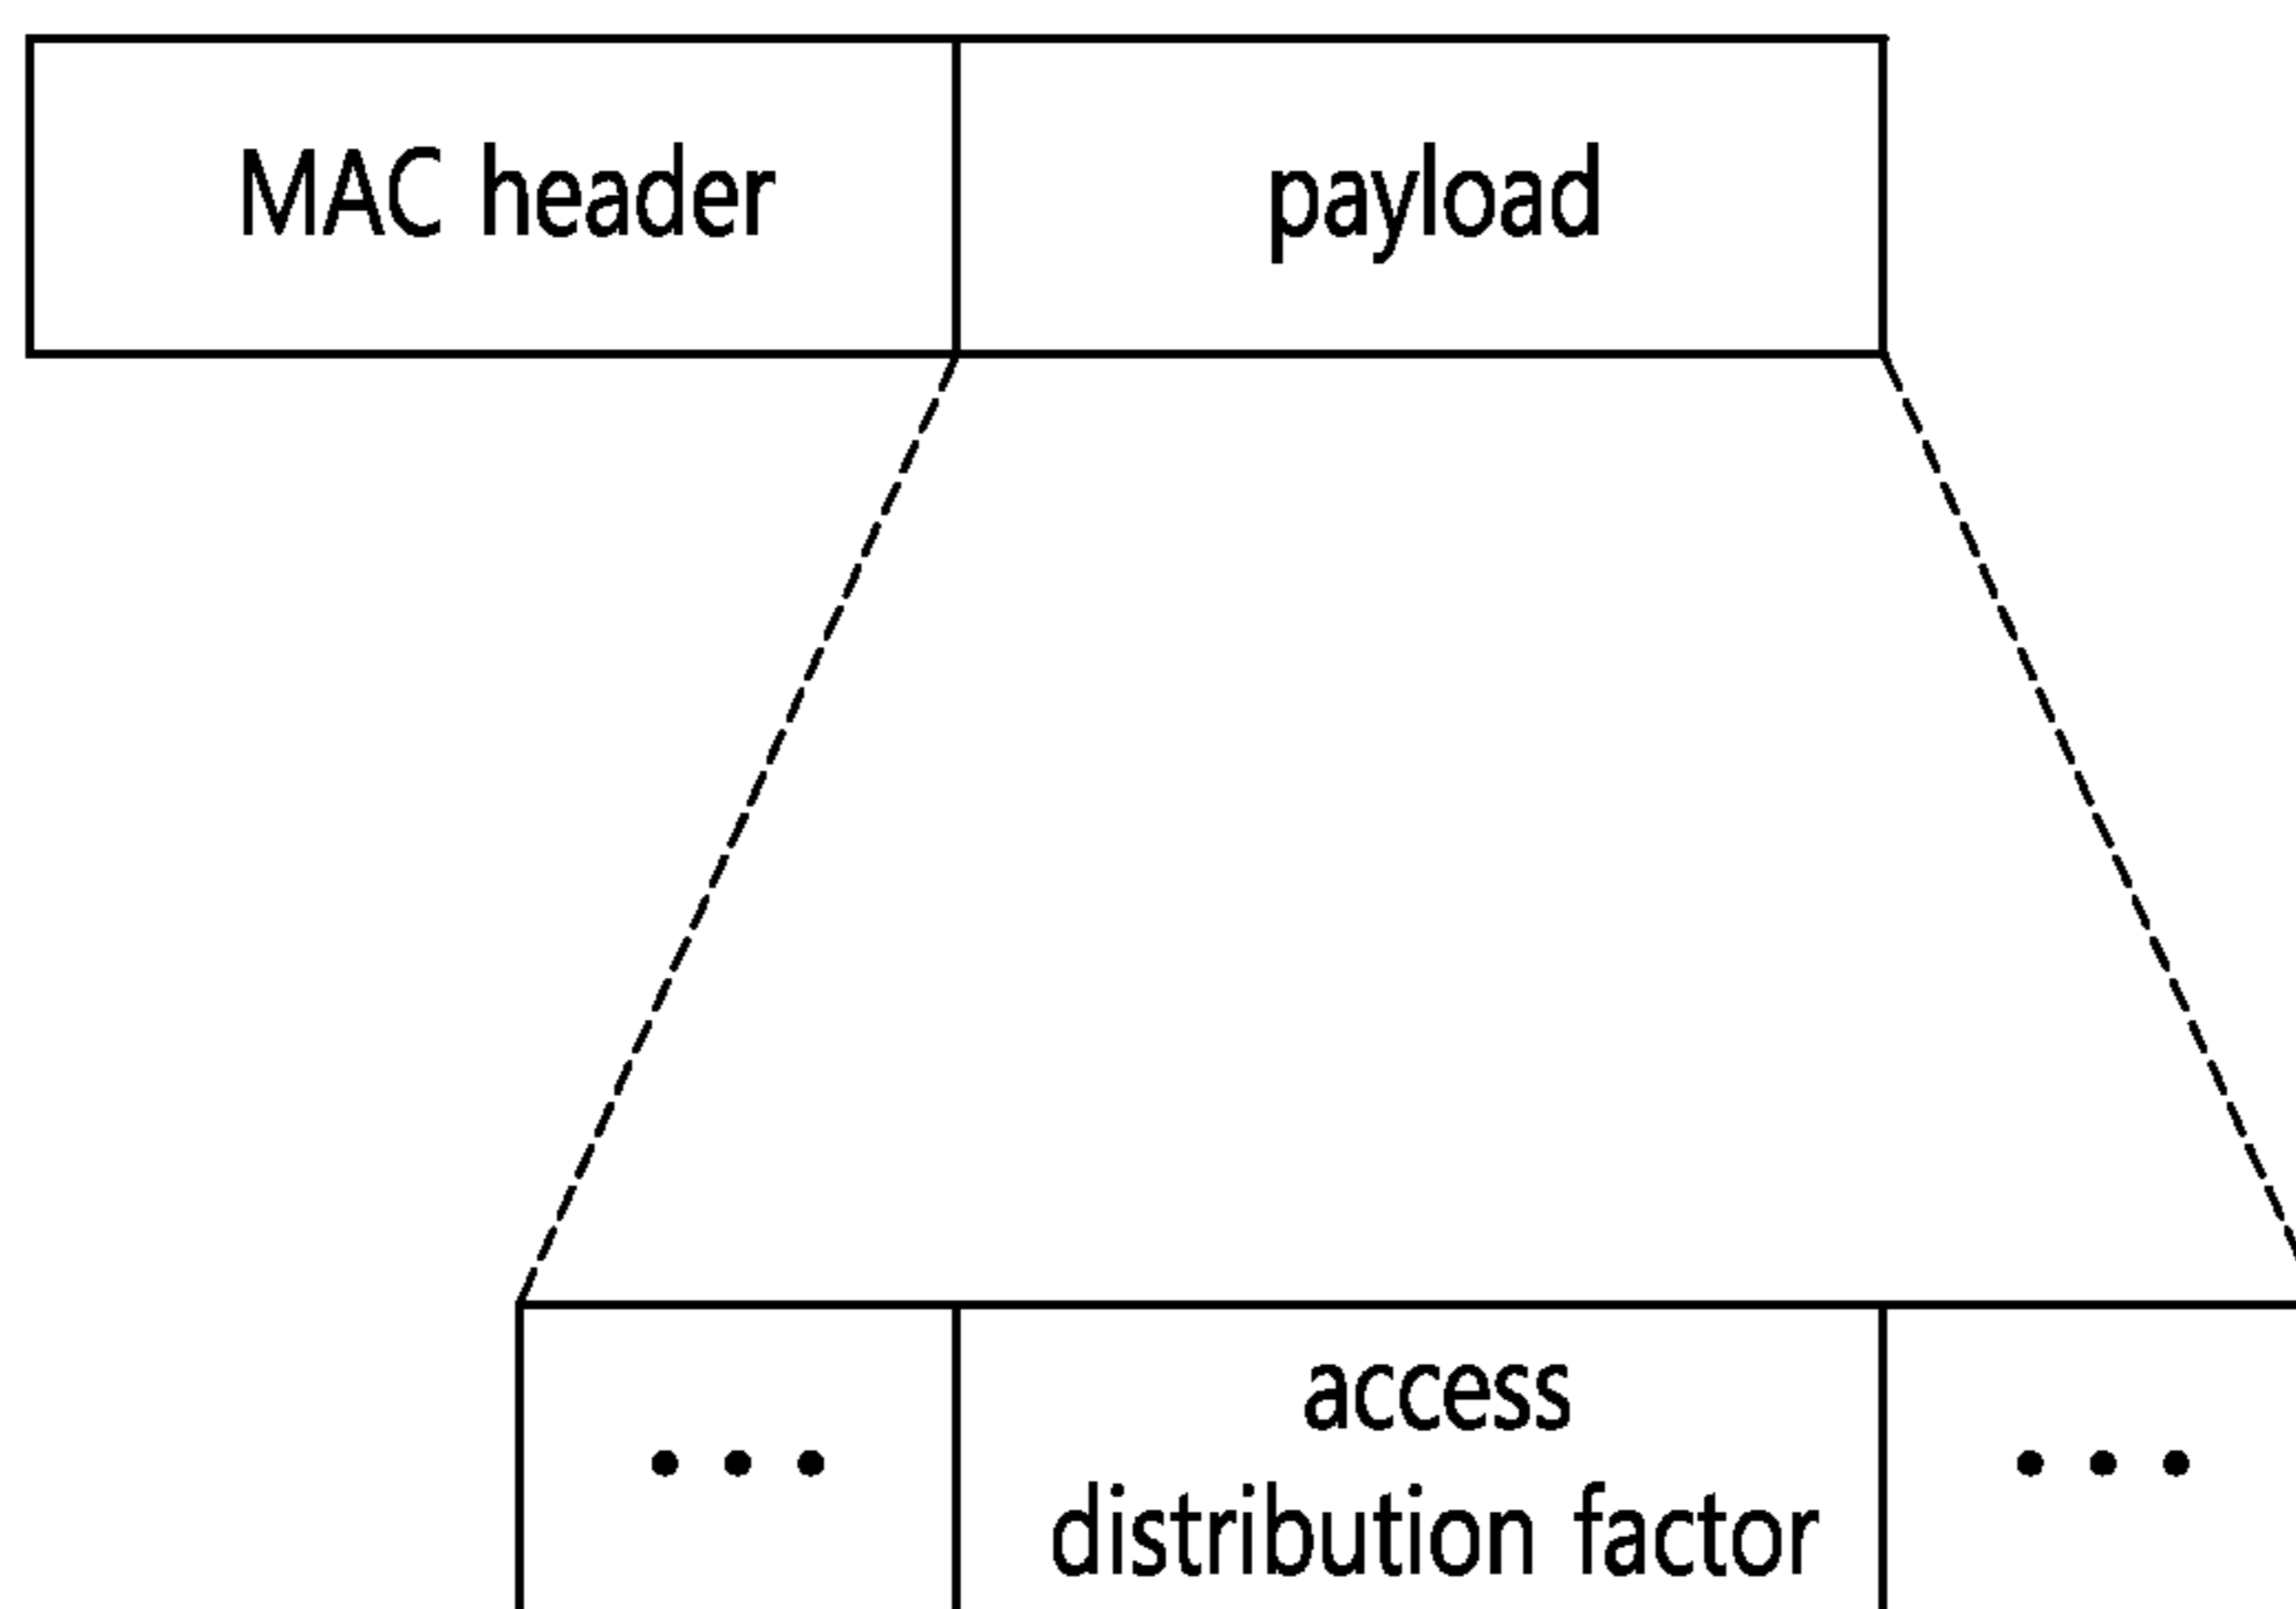 MAC header
payload
• • •
access
distribution factor
• • •